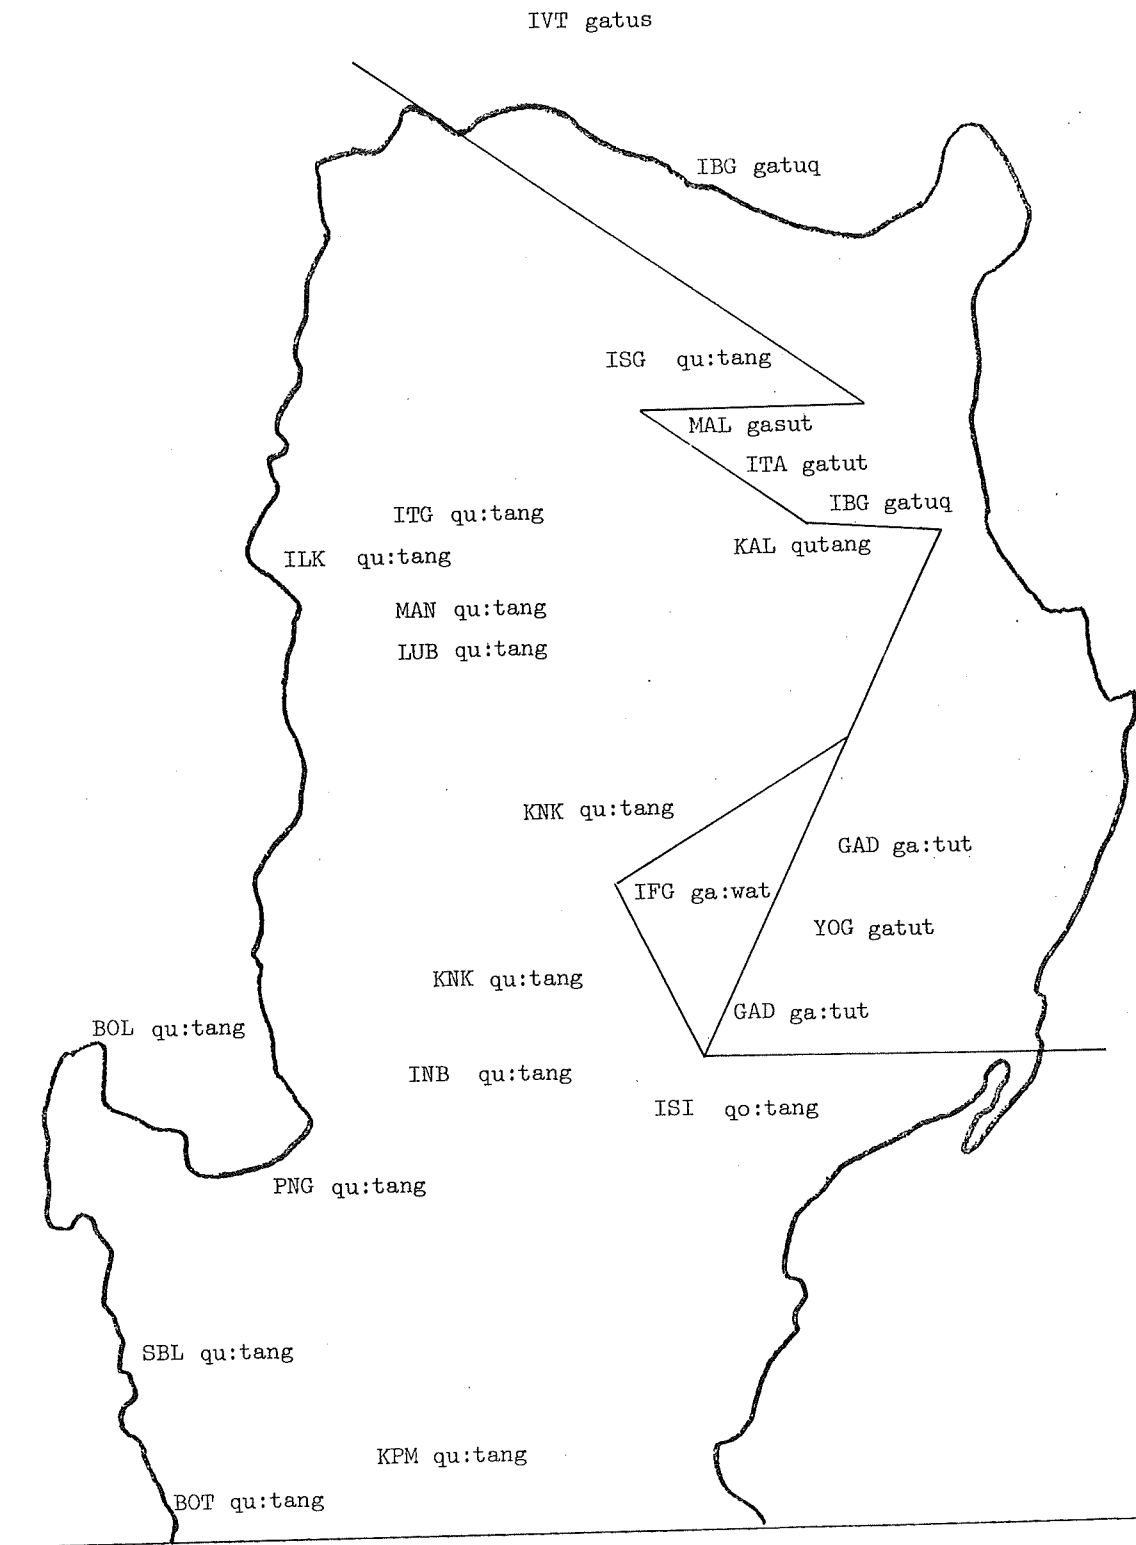 IVT gatus
IBG gatuq
ISG qu:tang
MAL gasut
ITA gatut
IBG gatuq
ITG qu:tang
KAL qutang
ILK qu:tang
MAN qu:tang
LUB qu:tang
KNK qu:tang
GAD ga:tut
IFG ga:wat
YOG gatut
KNK qu:tang
GAD ga:tut
BOL qu:tang
INB qu:tang
ISI qo:tang
PNG qu:tang
SBL qu:tang
KPM qu:tang
BOT qu:tang